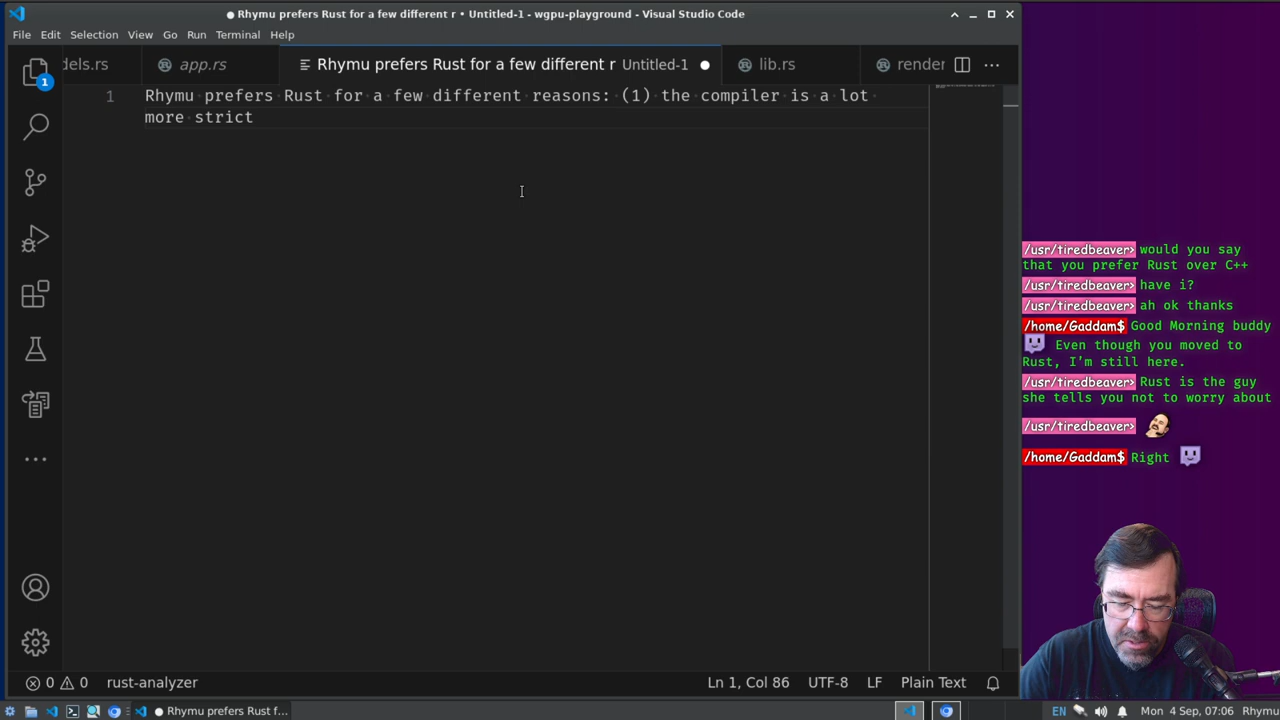 Rhymu prefers Rust for a few different r • Untitled-1 - wgpu-playground - Visual Studio Code
File Edit Selection View Go Run Terminal Help
dels.rs app.rs Rhymu prefers Rust for a few different r Untitled-1 lib.rs render
1
1 Rhymu prefers Rust for a few different reasons: (1) the compiler is a lot
more strict
/usr/tiredbeaver> would you say
that you prefer Rust over C++
/usr/tiredbeaver> have i?
/usr/tiredbeaver> ah ok thanks
/home/Gaddam$ Good Morning buddy
Even though you moved to
Rust, I'm still here.
/usr/tiredbeaver> Rust is the guy
she tells you not to worry about
/usr/tiredbeaver>
/home/Gaddam$ Right
0 0 rust-analyzer Ln 1, Col 86 UTF-8 LF Plain Text
Rhymu prefers Rust f... EN Mon 4 Sep, 07:06 Rhymu